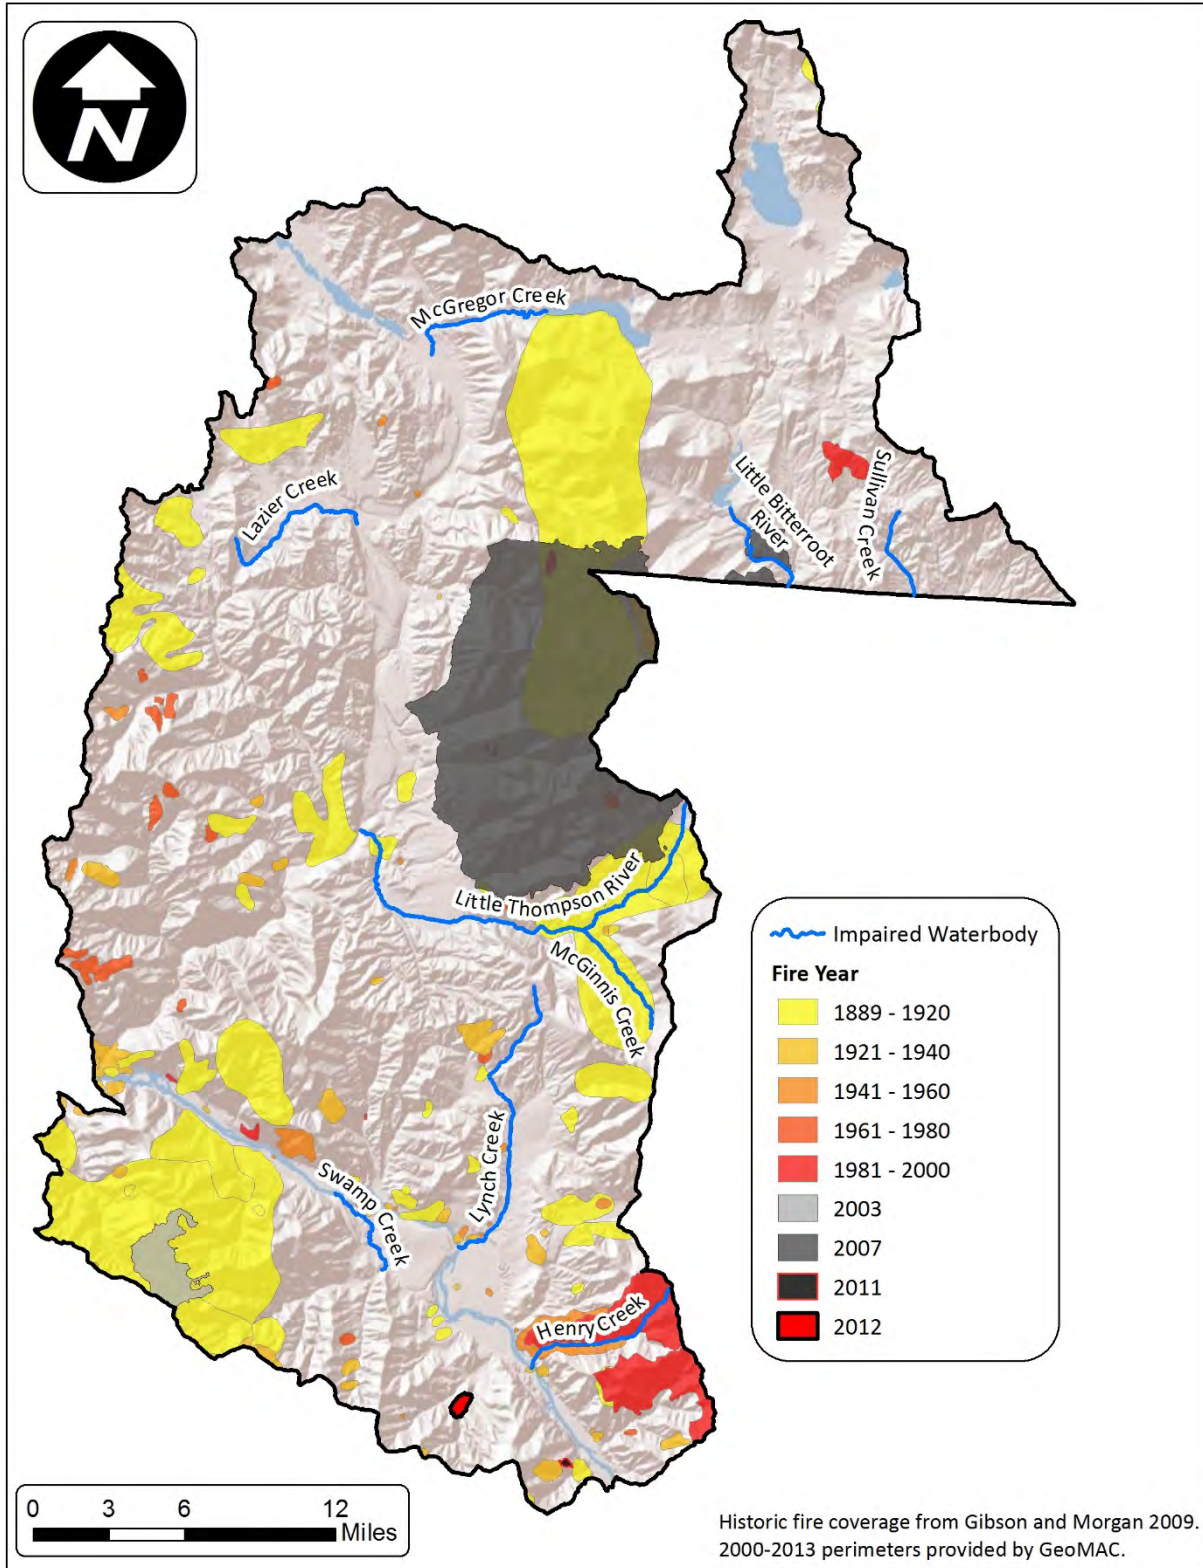 N
McGregor Creek
Lazier Creek
Little Bitterroot
River
Sullivan Creek
Little Thompson River
McGinnis Creek
Lynch Creek
Swamp Creek
Henry Creek
Impaired Waterbody
Fire Year
1889 - 1920
1921 - 1940
1941 - 1960
1961 - 1980
1981 - 2000
2003
2007
2011
2012
0 3 6 12
Miles
Historic fire coverage from Gibson and Morgan 2009.
2000-2013 perimeters provided by GeoMAC.